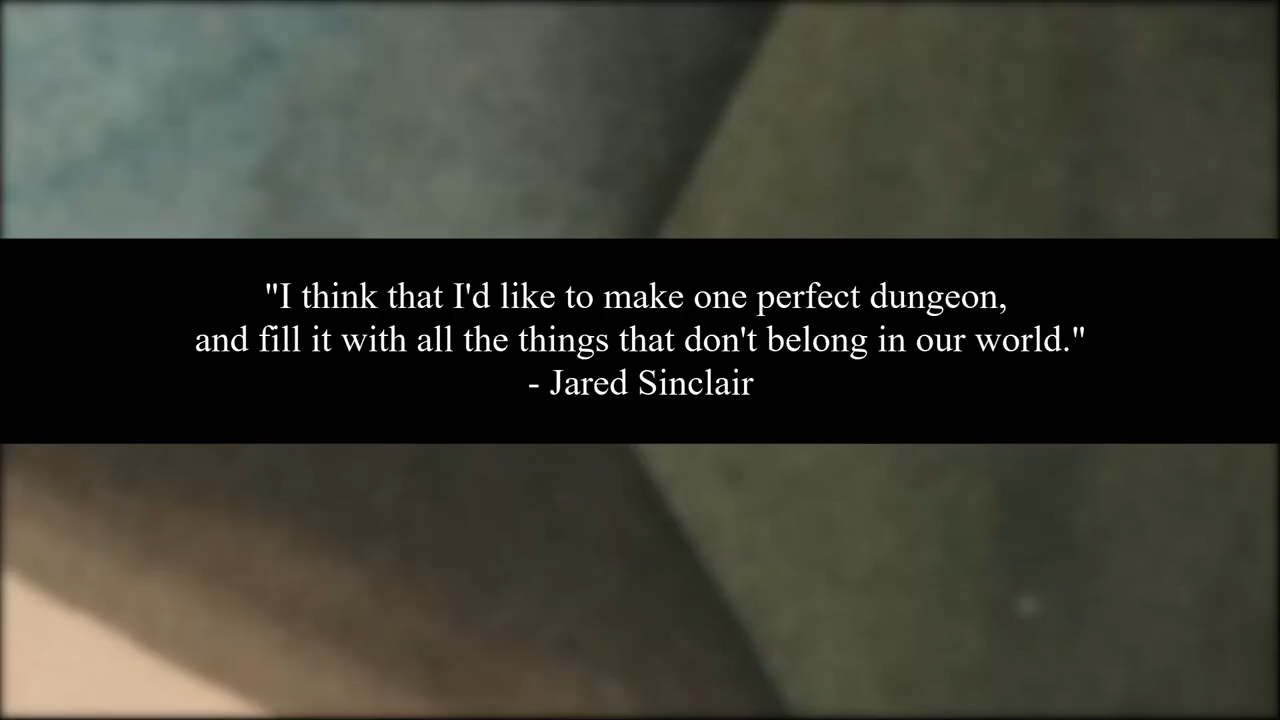 "I think that I'd like to make one perfect dungeon,
and fill it with all the things that don't belong in our world."
- Jared Sinclair